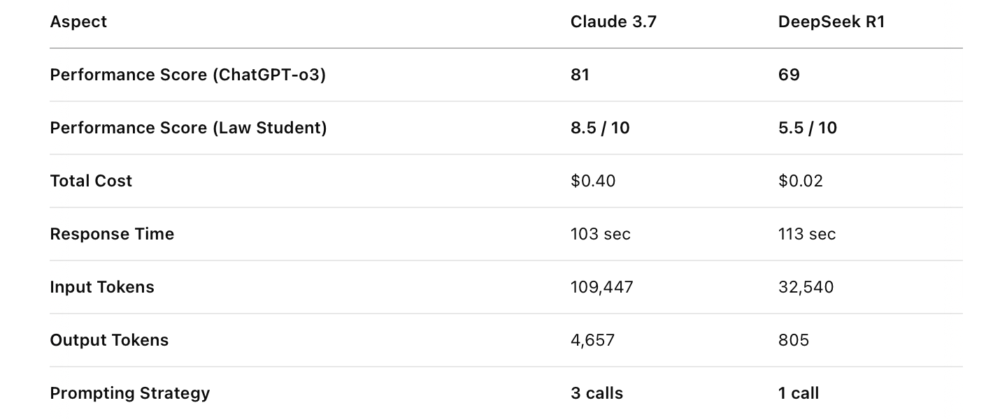 Aspect Claude 3.7 DeepSeek R1
Performance Score (ChatGPT-o3) 81 69
Performance Score (Law Student) 8.5 / 10 5.5 / 10
Total Cost $0.40 $0.02
Response Time 103 sec 113 sec
Input Tokens 109,447 32,540
Output Tokens 4,657 805
Prompting Strategy 3 calls 1 call